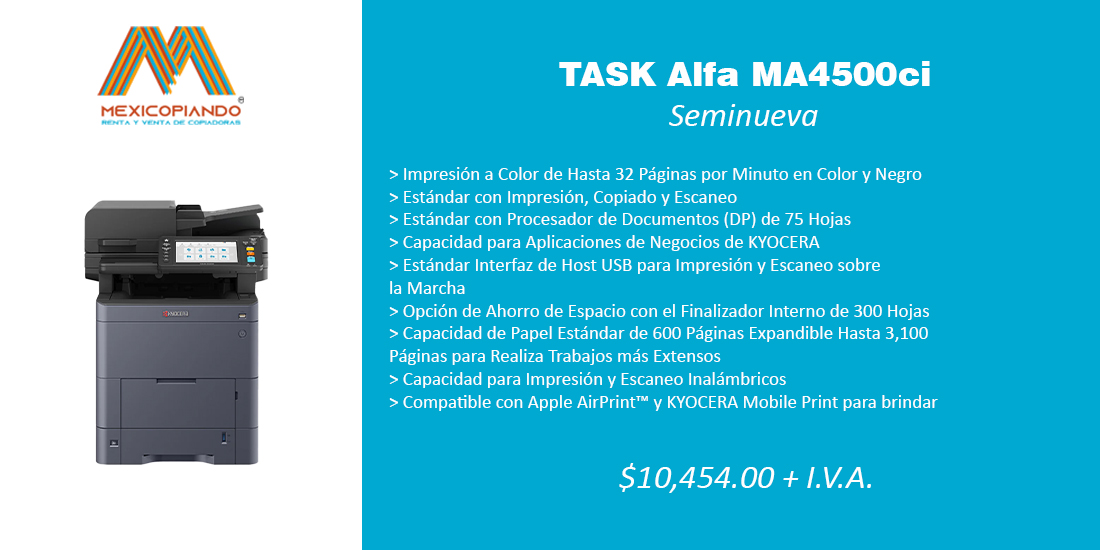 MEXICOPIANDO®
RENTA Y VENTA DE COPIADORAS
KYOCERA
TASK Alfa MA4500ci
Seminueva
> Impresión a Color de Hasta 32 Páginas por Minuto en Color y Negro
> Estándar con Impresión, Copiado y Escaneo
> Estándar con Procesador de Documentos (DP) de 75 Hojas
> Capacidad para Aplicaciones de Negocios de KYOCERA
> Estándar Interfaz de Host USB para Impresión y Escaneo sobre
la Marcha
> Opción de Ahorro de Espacio con el Finalizador Interno de 300 Hojas
> Capacidad de Papel Estándar de 600 Páginas Expandible Hasta 3,100
Páginas para Realiza Trabajos más Extensos
> Capacidad para Impresión y Escaneo Inalámbricos
> Compatible con Apple AirPrint™ y KYOCERA Mobile Print para brindar
$10,454.00 + I.V.A.